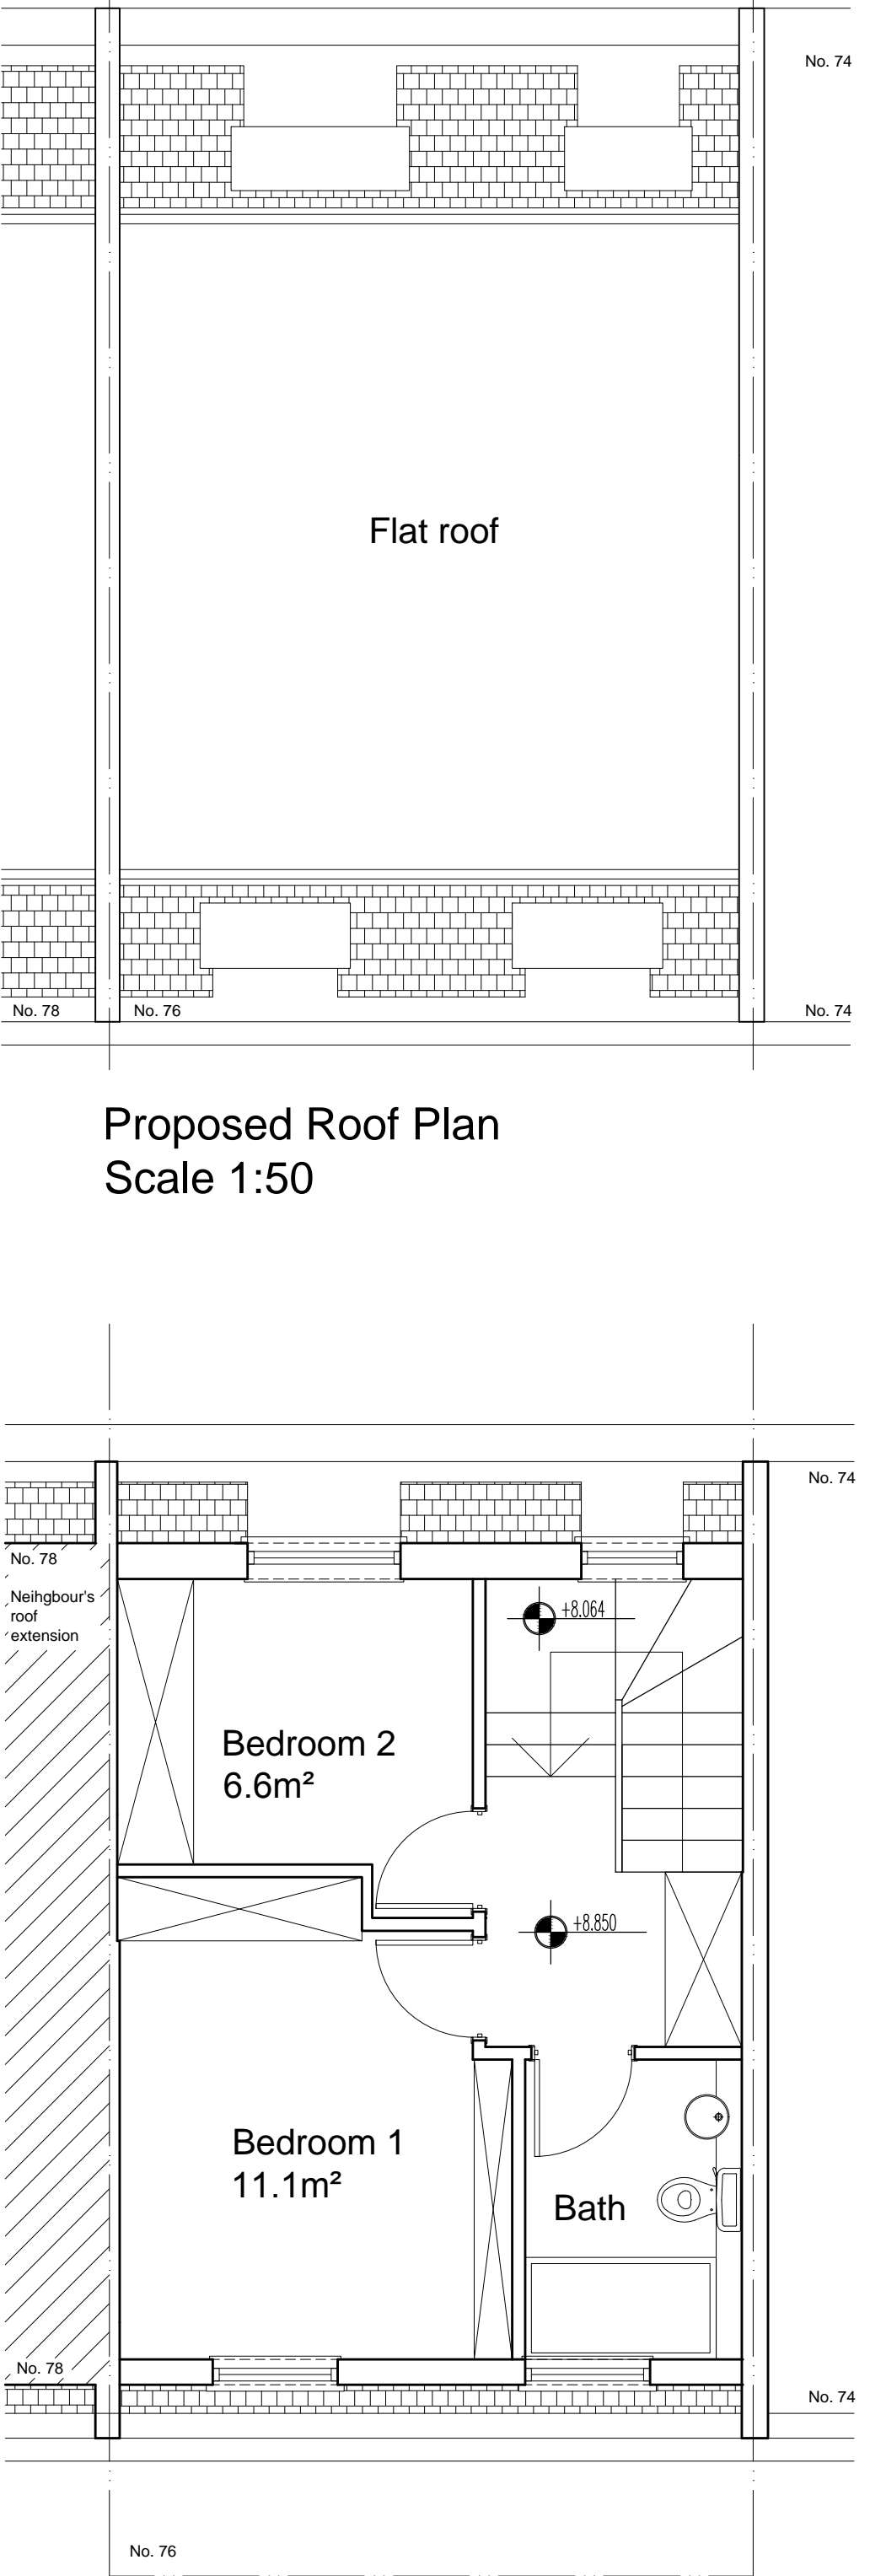 No. 74
Flat roof
No. 78
No. 76
No. 74
Proposed Roof Plan
Scale 1:50
No. 74
No. 78
Neihgbour's
roof
extension
+8.064
Bedroom 2
6.6m²
+8.850
Bedroom 1
11.1m²
Bath
No. 78
No. 74
No. 76